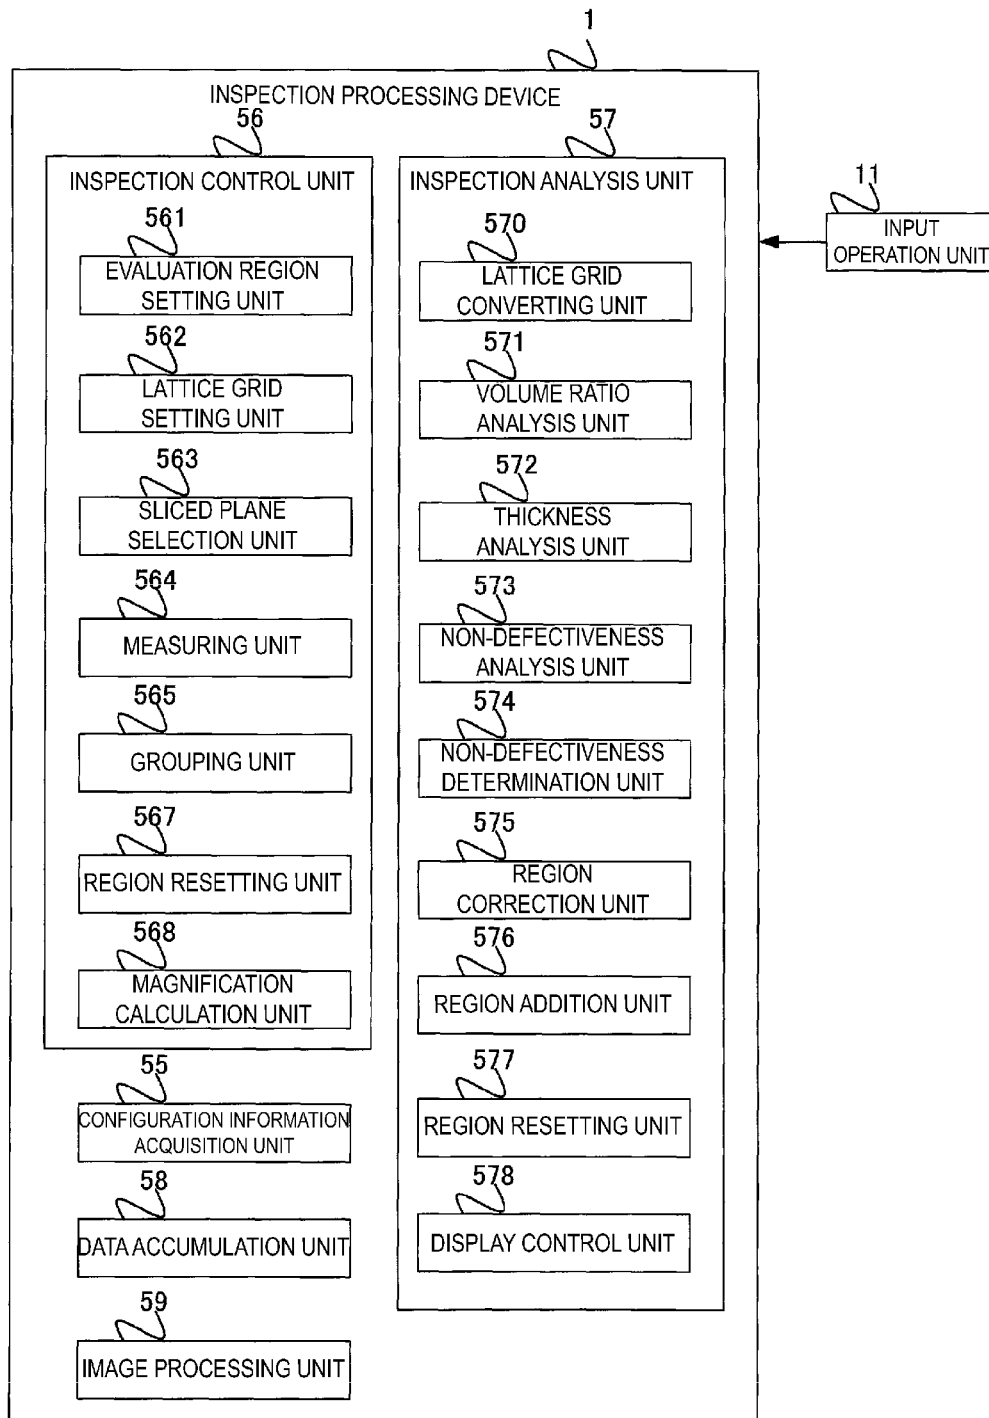 1
INSPECTION PROCESSING DEVICE
56
INSPECTION CONTROL UNIT
561
EVALUATION REGION
SETTING UNIT
562
LATTICE GRID
SETTING UNIT
563
SLICED PLANE
SELECTION UNIT
564
MEASURING UNIT
565
GROUPING UNIT
567
REGION RESETTING UNIT
568
MAGNIFICATION
CALCULATION UNIT
55
CONFIGURATION INFORMATION
ACQUISITION UNIT
58
DATA ACCUMULATION UNIT
59
IMAGE PROCESSING UNIT
57
INSPECTION ANALYSIS UNIT
570
LATTICE GRID
CONVERTING UNIT
571
VOLUME RATIO
ANALYSIS UNIT
572
THICKNESS
ANALYSIS UNIT
573
NON-DEFECTIVENESS
ANALYSIS UNIT
574
NON-DEFECTIVENESS
DETERMINATION UNIT
575
REGION
CORRECTION UNIT
576
REGION ADDITION UNIT
577
REGION RESETTING UNIT
578
DISPLAY CONTROL UNIT
11
INPUT
OPERATION UNIT